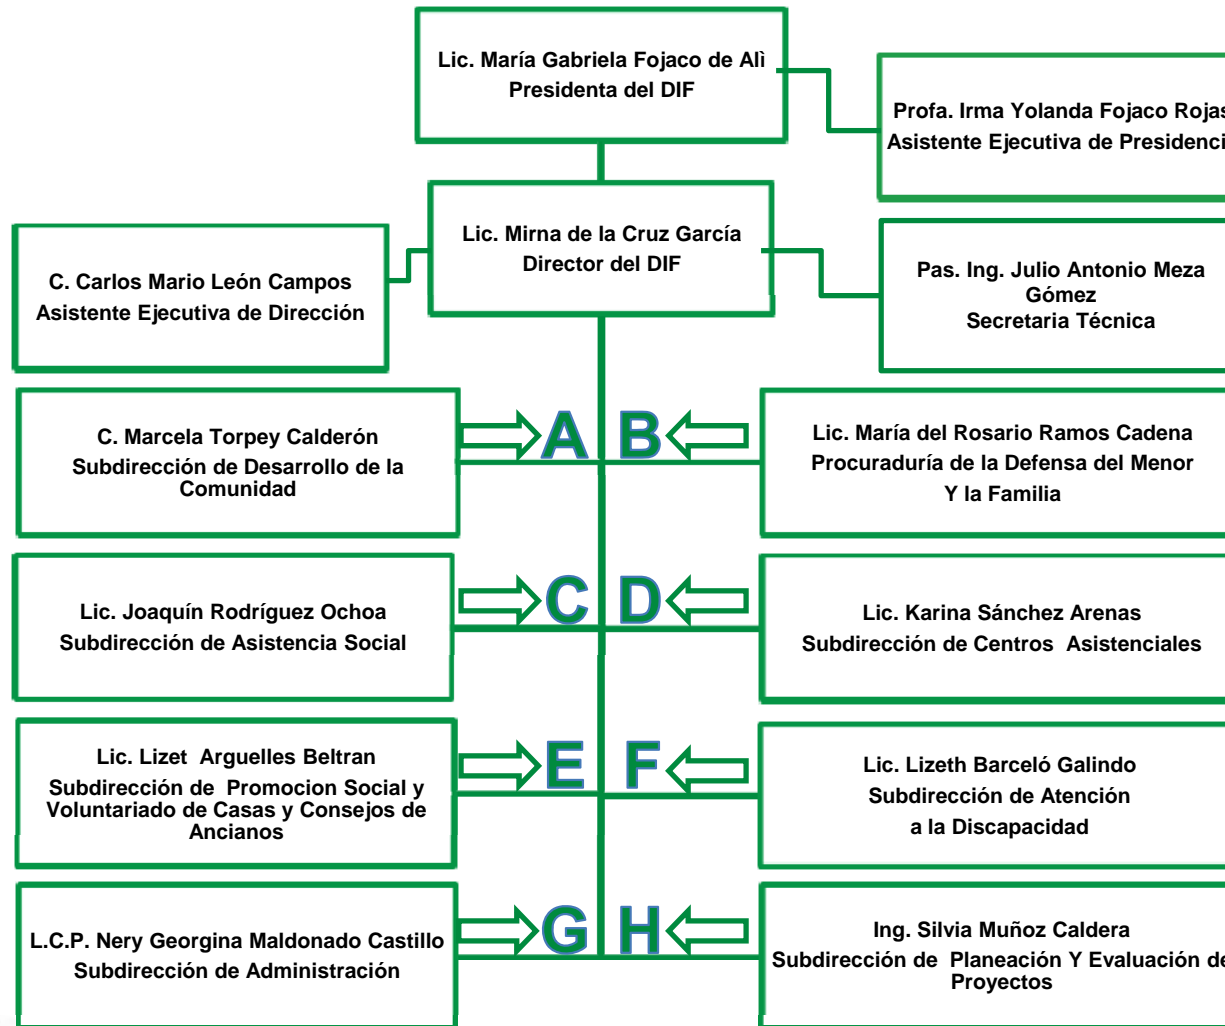 Lic. María Gabriela Fojaco de Alì
Presidenta del DIF
Profa. Irma Yolanda Fojaco Rojas
Asistente Ejecutiva de Presidenci
Lic. Mirna de la Cruz García
Director del DIF
C. Carlos Mario León Campos
Asistente Ejecutiva de Dirección
Pas. Ing. Julio Antonio Meza
Gómez
Secretaria Técnica
C. Marcela Torpey Calderón
Subdirección de Desarrollo de la
Comunidad
A B
Lic. María del Rosario Ramos Cadena
Procuraduría de la Defensa del Menor
Y la Familia
Lic. Joaquín Rodríguez Ochoa
Subdirección de Asistencia Social
C D
Lic. Karina Sánchez Arenas
Subdirección de Centros Asistenciales
Lic. Lizet Arguelles Beltran
Subdirección de Promocion Social y
Voluntariado de Casas y Consejos de
Ancianos
E F
Lic. Lizeth Barceló Galindo
Subdirección de Atención
a la Discapacidad
L.C.P. Nery Georgina Maldonado Castillo
Subdirección de Administración
G H
Ing. Silvia Muñoz Caldera
Subdirección de Planeación Y Evaluación de
Proyectos